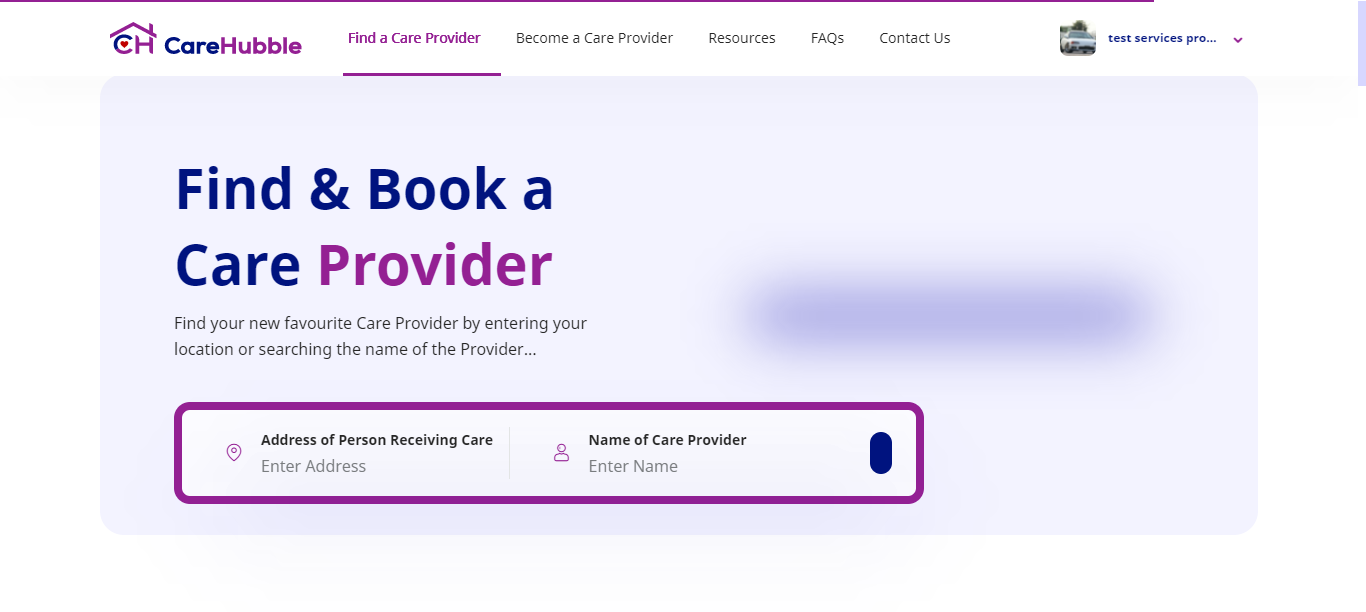 CH CareHubble
Find a Care Provider
Become a Care Provider
Resources
FAQs
Contact Us
test services pro...
Find & Book a
Care Provider
Find your new favourite Care Provider by entering your
location or searching the name of the Provider...
Address of Person Receiving Care
Enter Address
Name of Care Provider
Enter Name